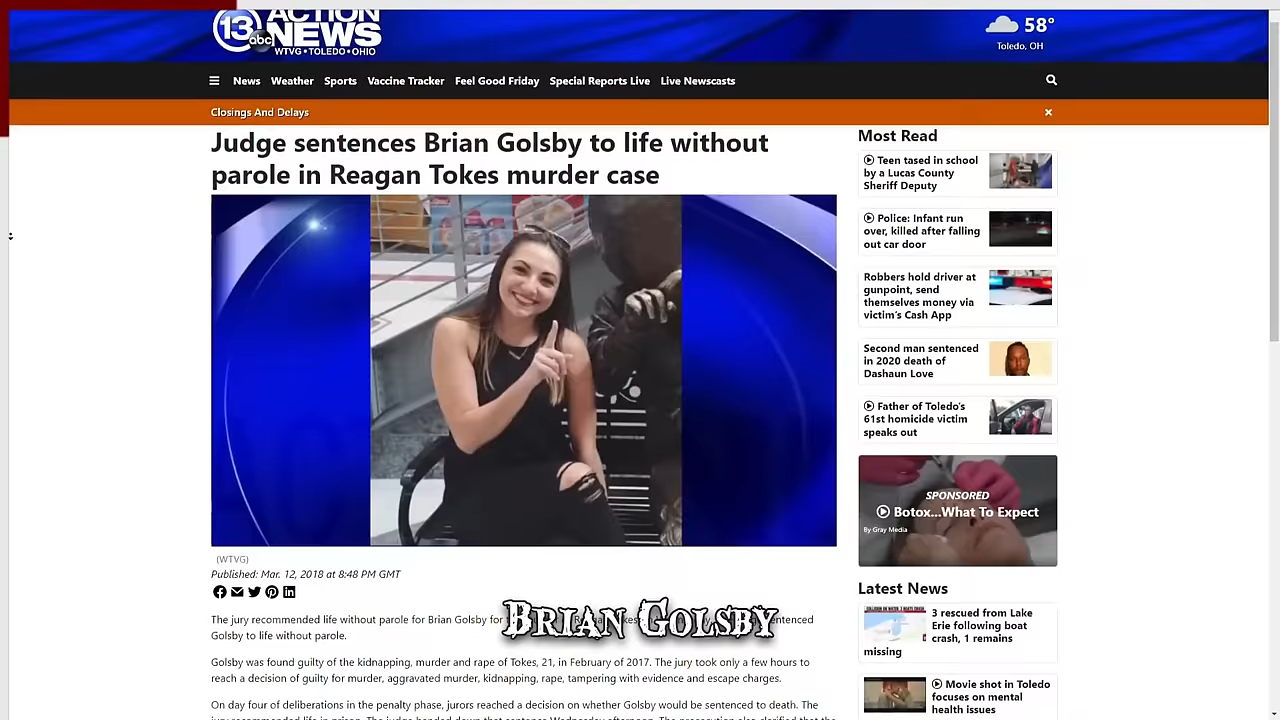 13 ACTION
abc NEWS
WTVG • TOLEDO • OHIO
58°
Toledo, OH
News Weather Sports Vaccine Tracker Feel Good Friday Special Reports Live Live Newscasts
Closings And Delays
Judge sentences Brian Golsby to life without
parole in Reagan Tokes murder case
(WTVG)
Published: Mar. 12, 2018 at 8:48 PM GMT
The jury recommended life without parole for Brian Golsby for
Golsby to life without parole.
BRIAN GOLSBY
Golsby was found guilty of the kidnapping, murder and rape of Tokes, 21, in February of 2017. The jury took only a few hours to
reach a decision of guilty for murder, aggravated murder, kidnapping, rape, tampering with evidence and escape charges.
On day four of deliberations in the penalty phase, jurors reached a decision on whether Golsby would be sentenced to death. The
Most Read
Teen tased in school
by a Lucas County
Sheriff Deputy
Police: Infant run
over, killed after falling
out car door
Robbers hold driver at
gunpoint, send
themselves money via
victim's Cash App
Second man sentenced
in 2020 death of
Dashaun Love
Father of Toledo's
61st homicide victim
speaks out
SPONSORED
Botox...What To Expect
By Gray Media
Latest News
3 rescued from Lake
Erie following boat
crash, 1 remains
missing
Movie shot in Toledo
focuses on mental
health issues